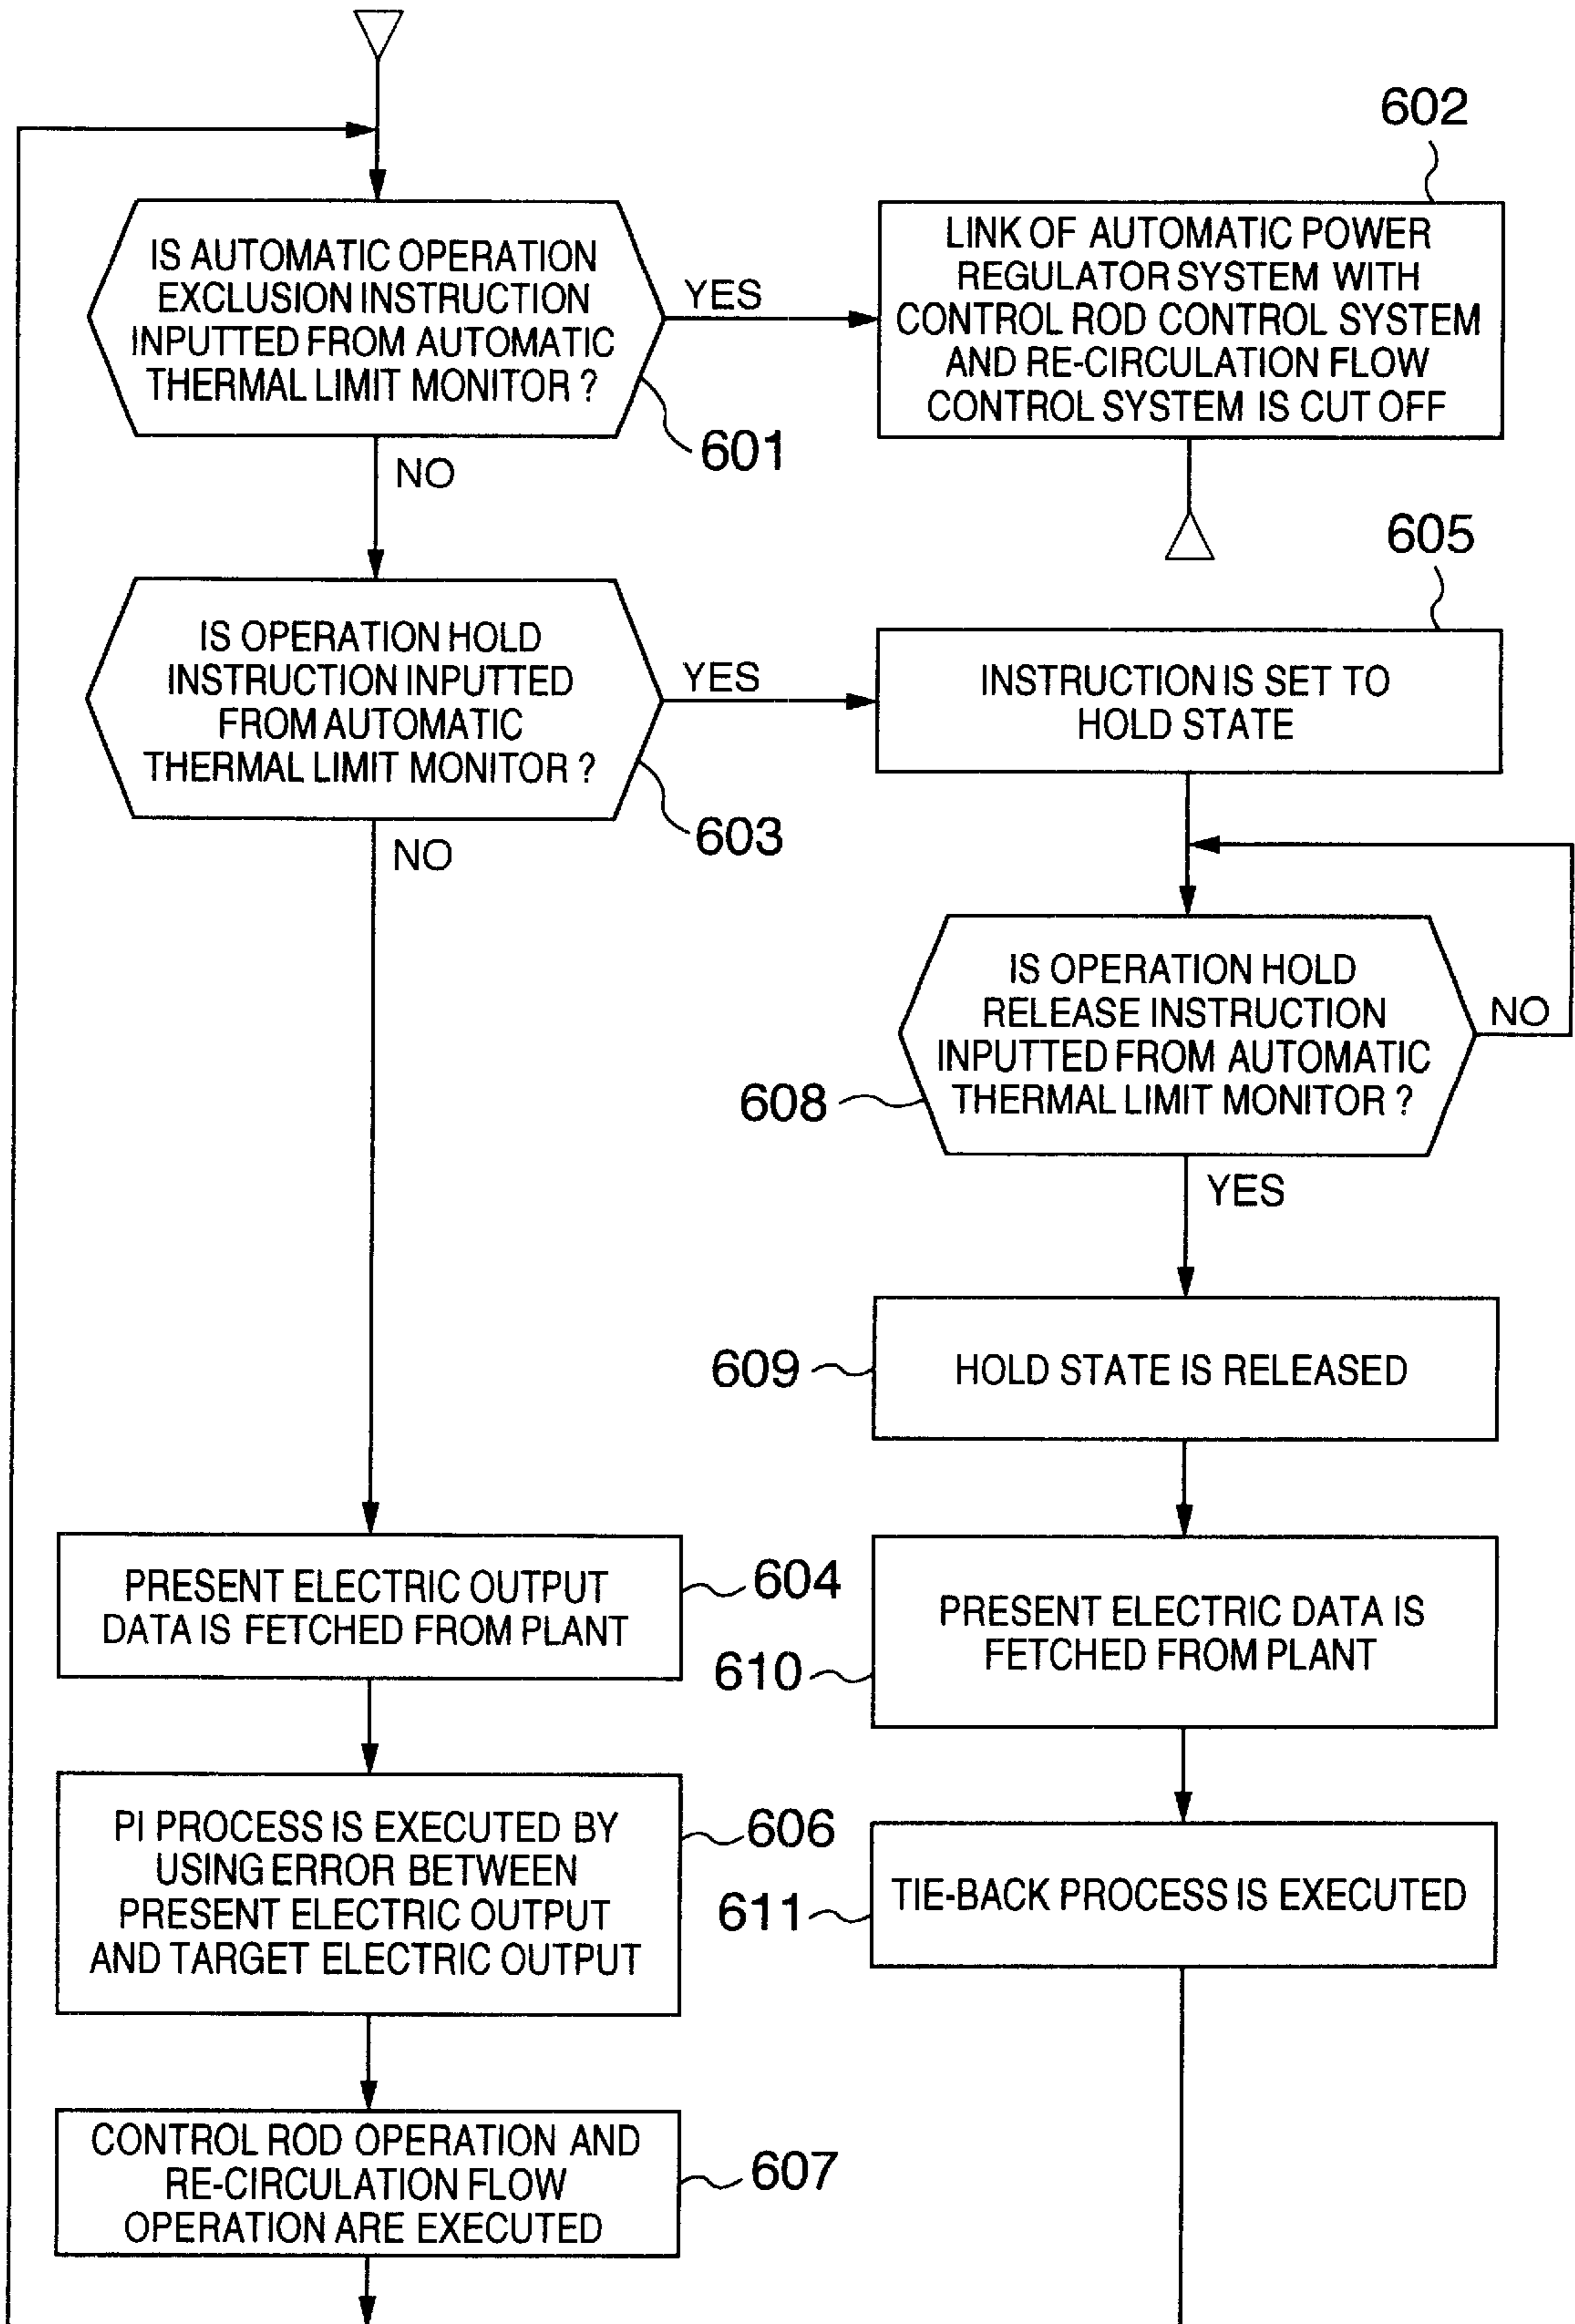 602
IS AUTOMATIC OPERATION
EXCLUSION INSTRUCTION
INPUTTED FROM AUTOMATIC
THERMAL LIMIT MONITOR ?
601
YES
NO
LINK OF AUTOMATIC POWER
REGULATOR SYSTEM WITH
CONTROL ROD CONTROL SYSTEM
AND RE-CIRCULATION FLOW
CONTROL SYSTEM IS CUT OFF
605
IS OPERATION HOLD
INSTRUCTION INPUTTED
FROM AUTOMATIC
THERMAL LIMIT MONITOR ?
603
YES
NO
INSTRUCTION IS SET TO
HOLD STATE
IS OPERATION HOLD
RELEASE INSTRUCTION
INPUTTED FROM AUTOMATIC
THERMAL LIMIT MONITOR ?
NO
608
YES
609
HOLD STATE IS RELEASED
PRESENT ELECTRIC OUTPUT
DATA IS FETCHED FROM PLANT
604
PRESENT ELECTRIC DATA IS
FETCHED FROM PLANT
610
PI PROCESS IS EXECUTED BY
USING ERROR BETWEEN
PRESENT ELECTRIC OUTPUT
AND TARGET ELECTRIC OUTPUT
606
TIE-BACK PROCESS IS EXECUTED
611
CONTROL ROD OPERATION AND
RE-CIRCULATION FLOW
OPERATION ARE EXECUTED
607